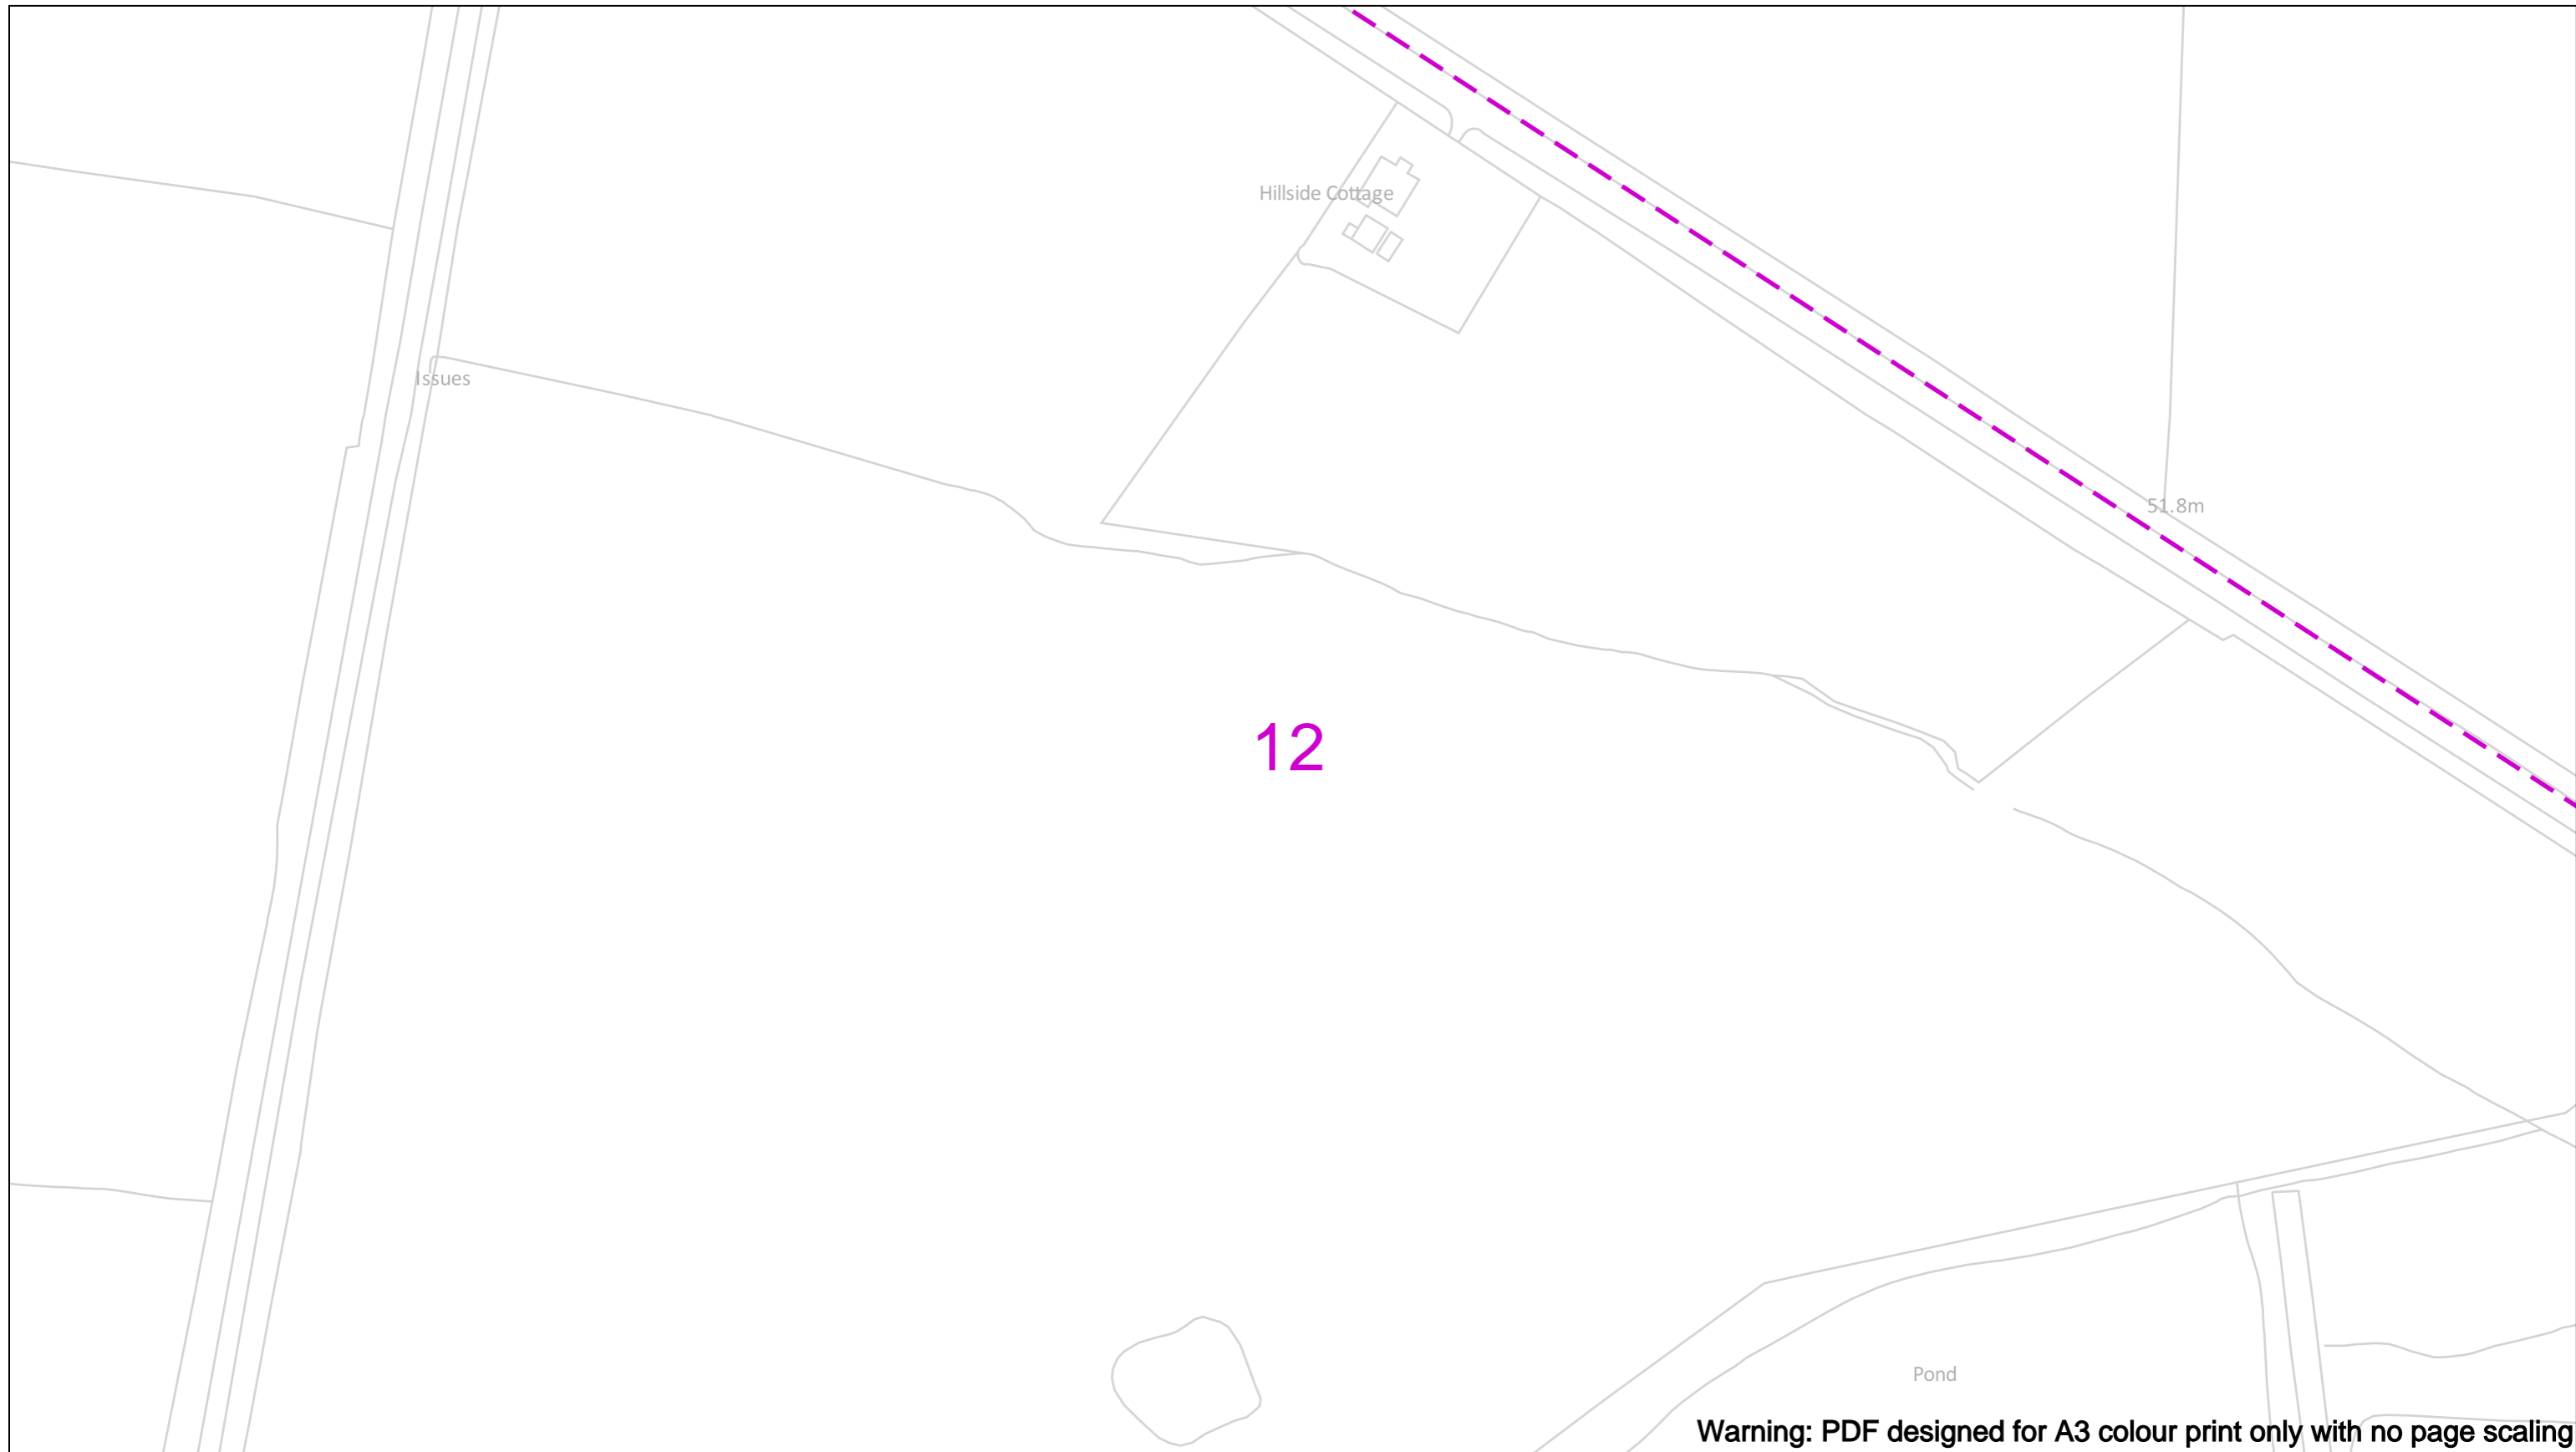 Hillside Cottage
Issues
51.8m
12
Pond
Warning: PDF designed for A3 colour print only with no page scaling